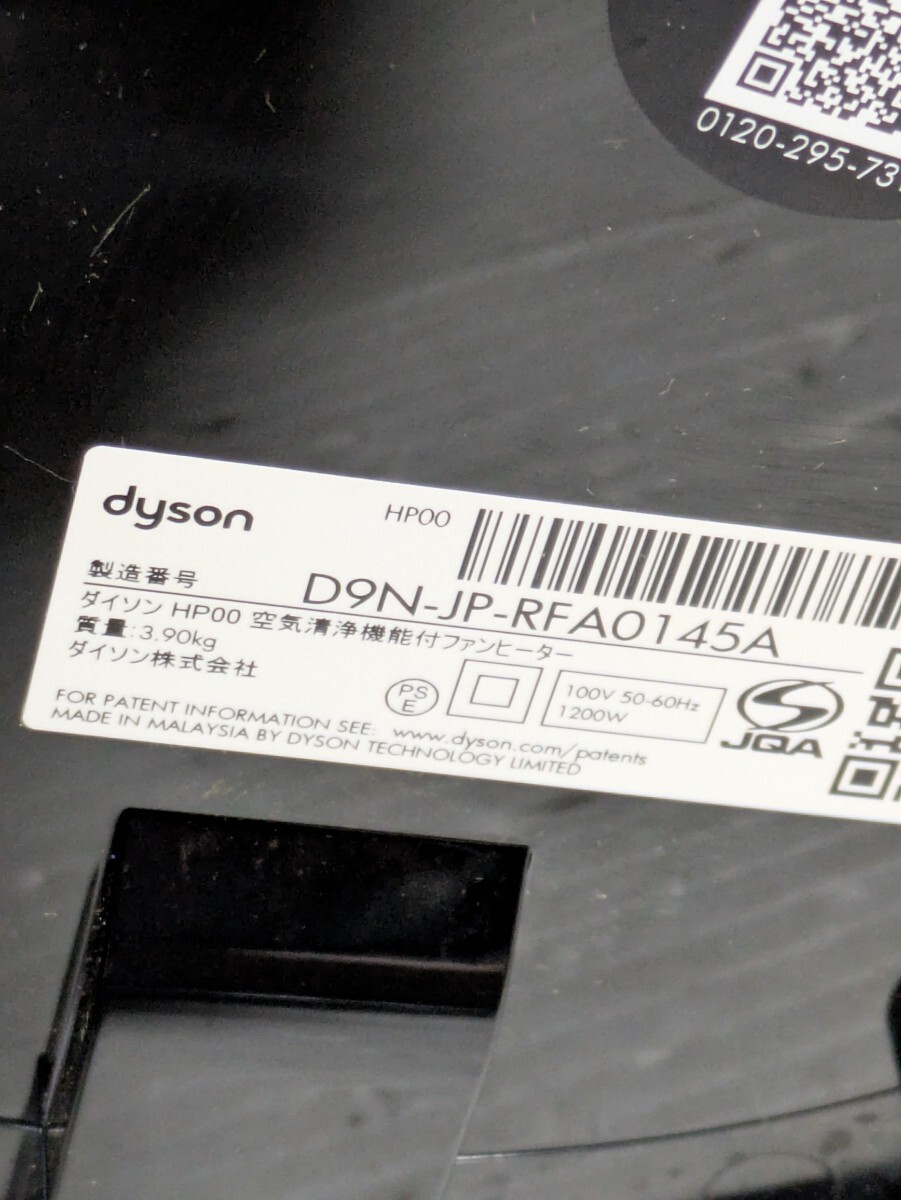 0120-295-731
dyson
HP00
製造番号
D9N-JP-RFA0145A
ダイソン HP00 空気清浄機能付ファンヒーター
質量:3.90kg
ダイソン株式会社
PS
E
100V 50-60Hz
1200W
JQA
FOR PATENT INFORMATION SEE: www.dyson.com/patents
MADE IN MALAYSIA BY DYSON TECHNOLOGY LIMITED